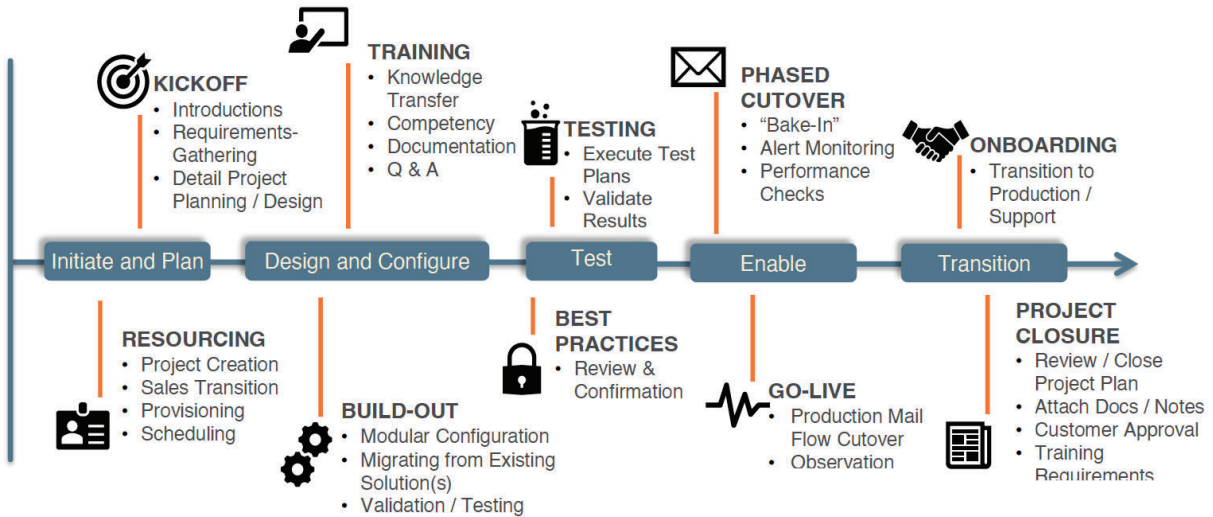 KICKOFF
• Introductions
• Requirements-
Gathering
• Detail Project
Planning / Design
TRAINING
• Knowledge
Transfer
• Competency
• Documentation
• Q & A
TESTING
• Execute Test
Plans
• Validate
Results
PHASED
CUTOVER
• “Bake-In”
• Alert Monitoring
• Performance
Checks
ONBOARDING
• Transition to
Production /
Support
Initiate and Plan
Design and Configure
Test
Enable
Transition
RESOURCING
• Project Creation
• Sales Transition
• Provisioning
• Scheduling
BUILD-OUT
• Modular Configuration
• Migrating from Existing
Solution(s)
• Validation / Testing
BEST
PRACTICES
• Review &
Confirmation
GO-LIVE
• Production Mail
Flow Cutover
• Observation
PROJECT
CLOSURE
• Review / Close
Project Plan
• Attach Docs / Notes
• Customer Approval
• Training
Requirements